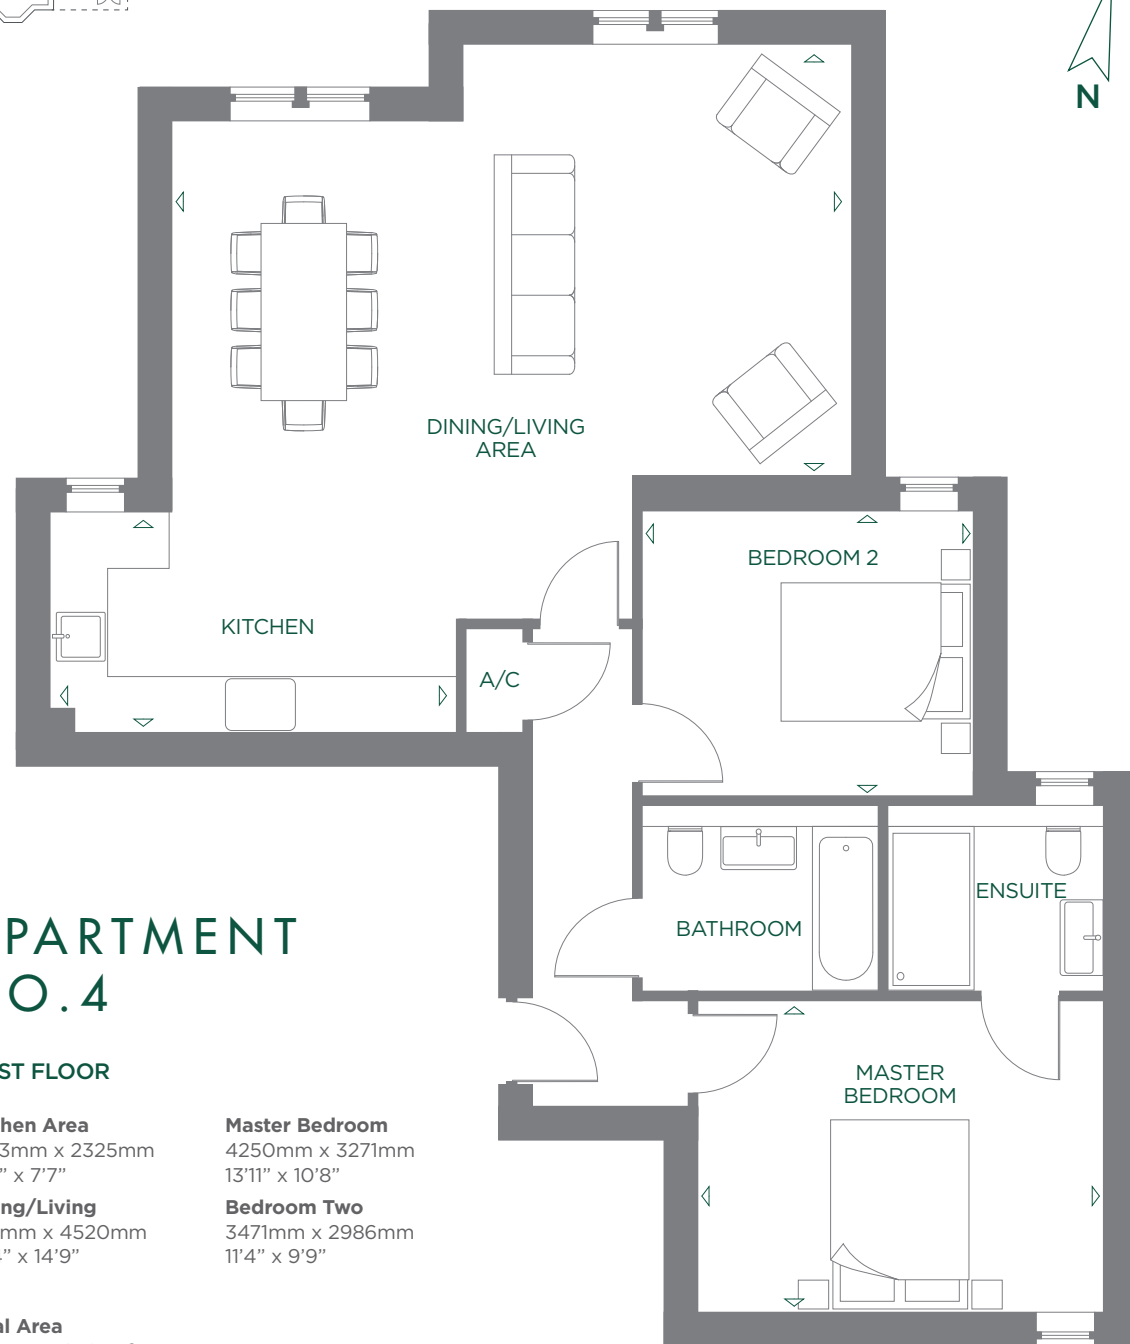 N
DINING/LIVING
AREA
BEDROOM 2
KITCHEN
A/C
BATHROOM
ENSUITE
MASTER
BEDROOM
PARTMENT
O.4
ST FLOOR
hen Area
3mm x 2325mm
” x 7’7”
ng/Living
mm x 4520mm
” x 14’9”
al Area
Master Bedroom
4250mm x 3271mm
13’11” x 10’8”
Bedroom Two
3471mm x 2986mm
11’4” x 9’9”